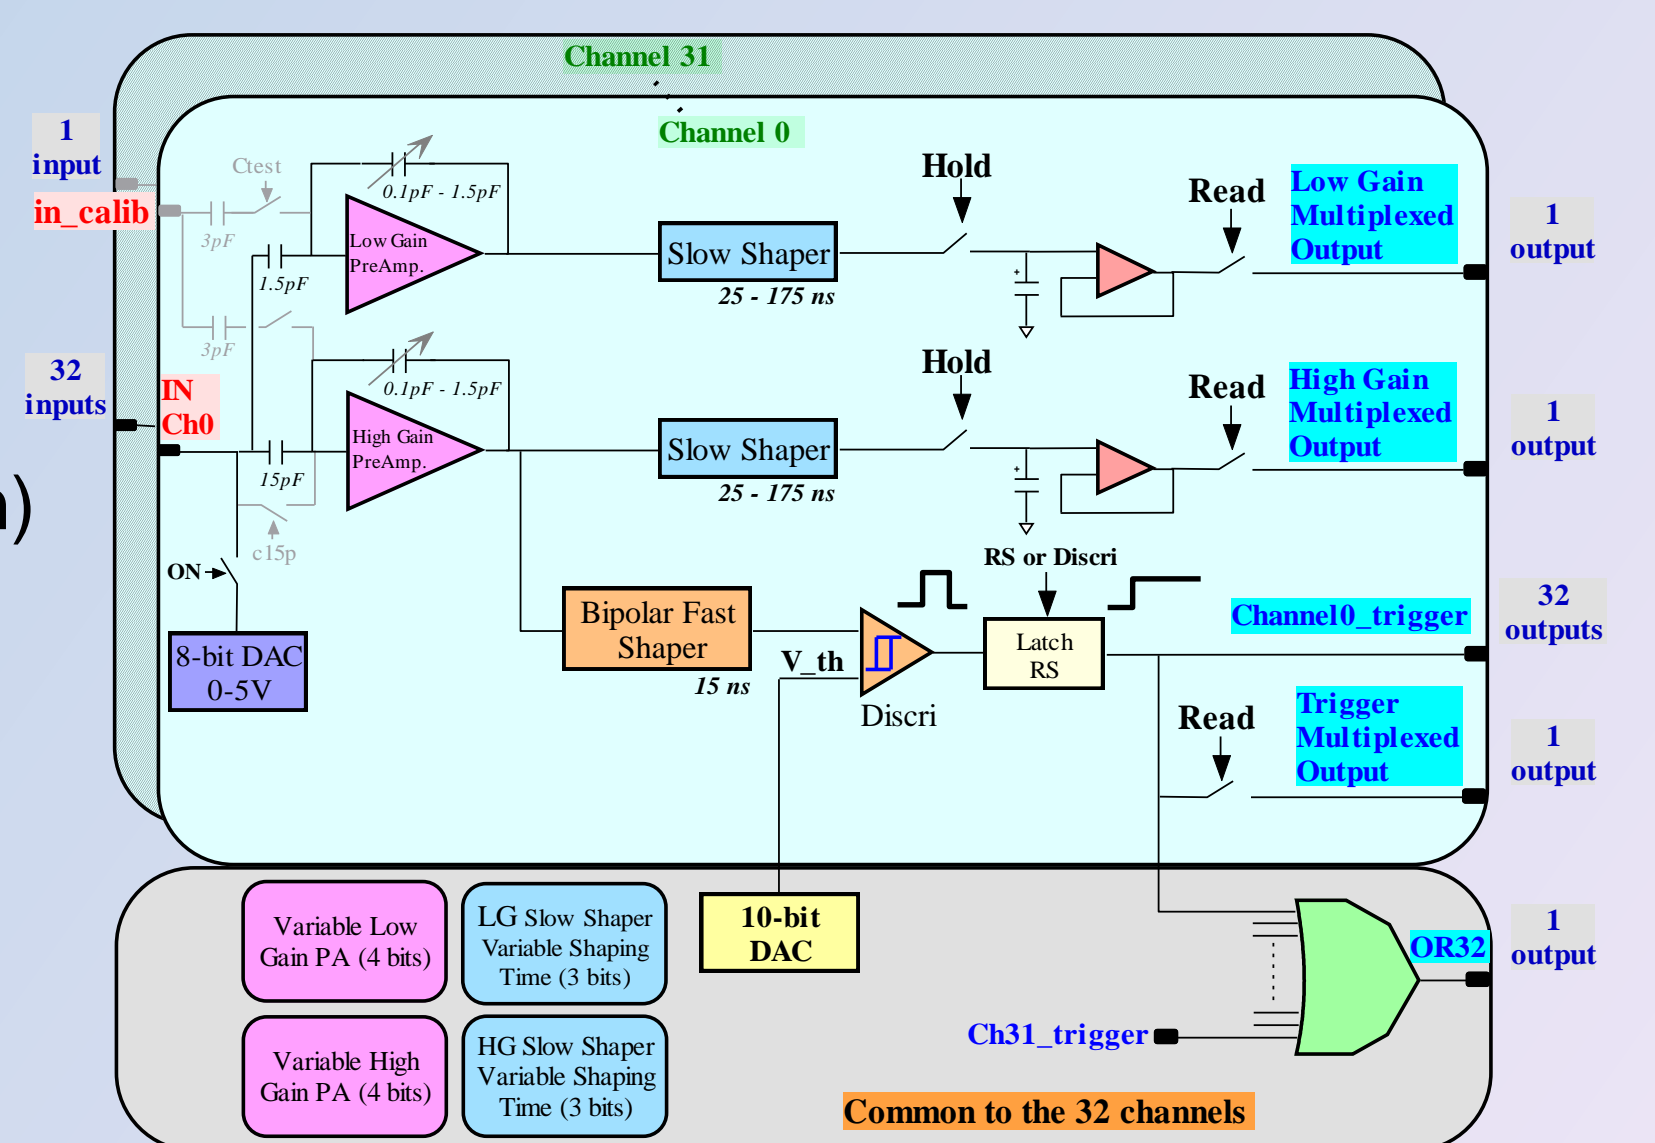 Channel 31
Channel 0
1
input
in_calib
Ctest
3pF
1.5pF
0.1pF - 1.5pF
Low Gain
PreAmp.
Slow Shaper
25 - 175 ns
Hold
Read
Low Gain
Multiplexed
Output
1
output
3pF
32
inputs
IN
Ch0
15pF
c15p
0.1pF - 1.5pF
High Gain
PreAmp.
Slow Shaper
25 - 175 ns
Hold
Read
High Gain
Multiplexed
Output
1
output
)
ON
8-bit DAC
0-5V
Bipolar Fast
Shaper
15 ns
V_th
Discri
RS or Discri
Latch
RS
Channel0_trigger
32
outputs
Read
Trigger
Multiplexed
Output
1
output
Variable Low
Gain PA (4 bits)
LG Slow Shaper
Variable Shaping
Time (3 bits)
10-bit
DAC
OR32
1
output
Ch31_trigger
Variable High
Gain PA (4 bits)
HG Slow Shaper
Variable Shaping
Time (3 bits)
Common to the 32 channels